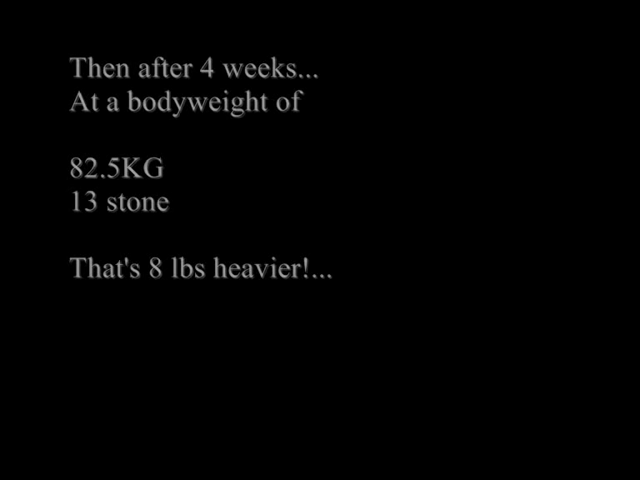 Then after 4 weeks...
At a bodyweight of
82.5KG
13 stone
That's 8 lbs heavier!...